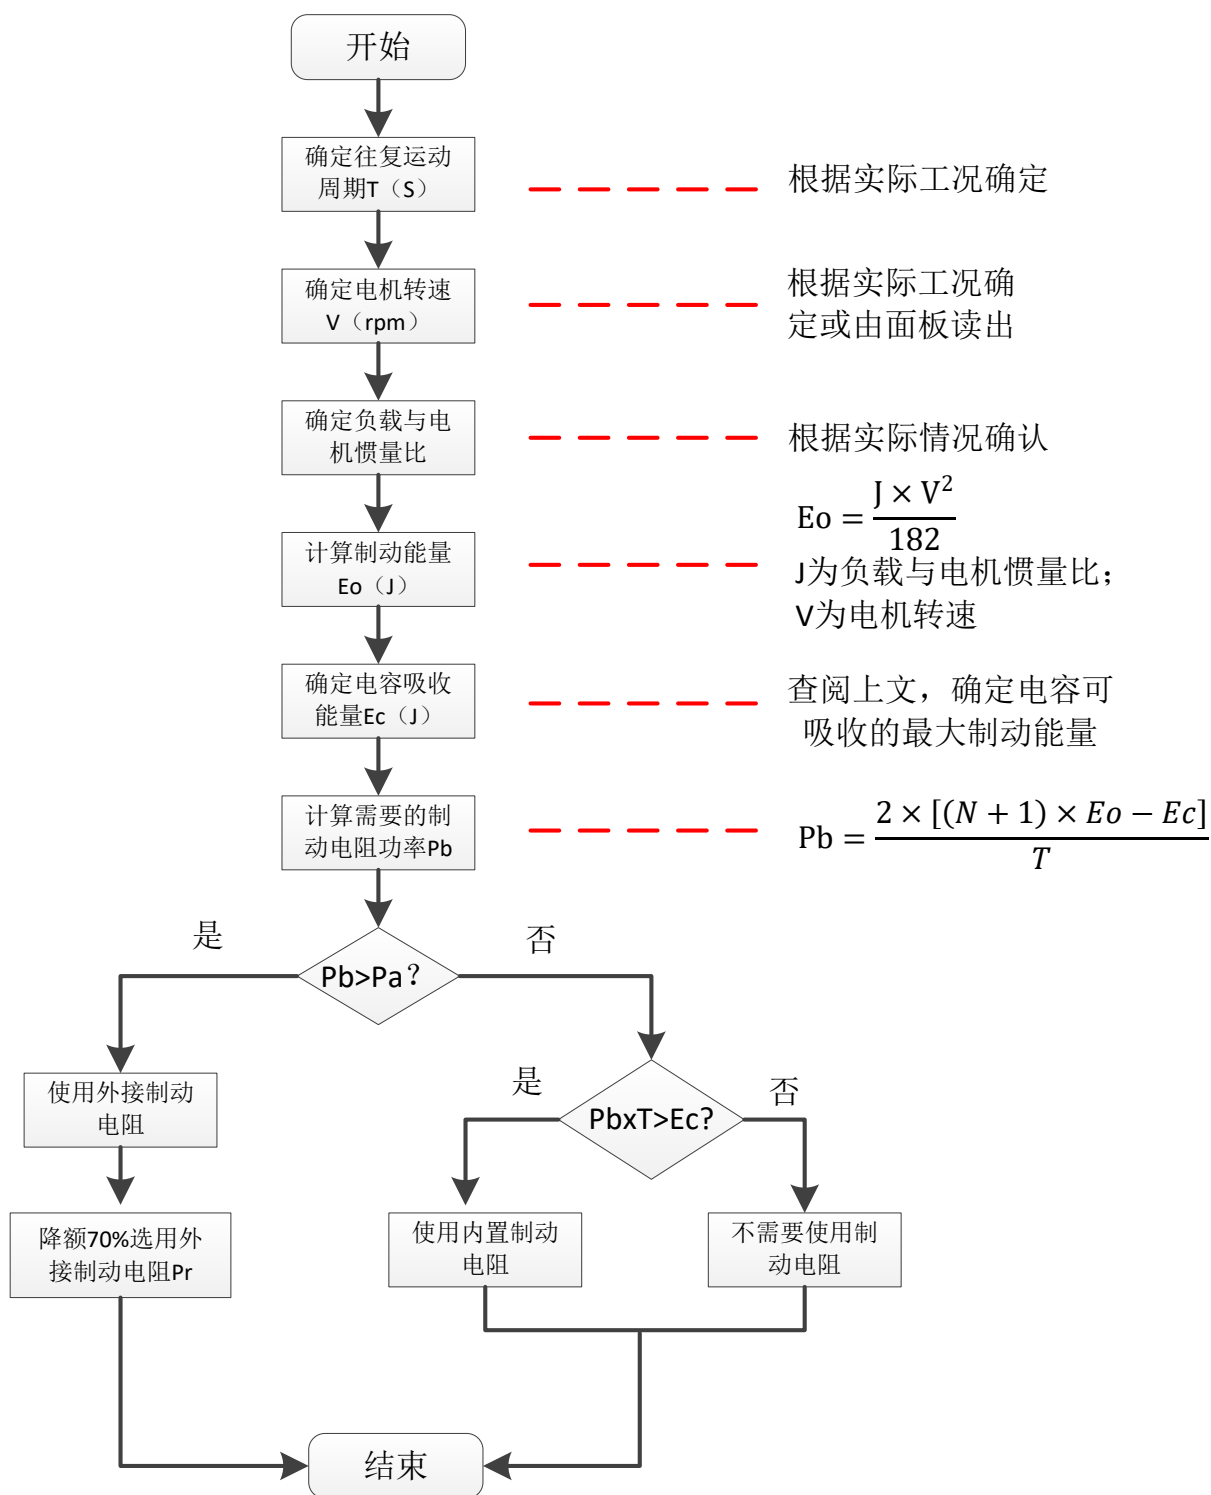 开始
确定往复运动
周期T（S）
根据实际工况确定
确定电机转速
V（rpm）
根据实际工况确
定或由面板读出
确定负载与电
机惯量比
根据实际情况确认
计算制动能量
Eo（J）
Eo = J × V² / 182
J为负载与电机惯量比；
V为电机转速
确定电容吸收
能量Ec（J）
查阅上文，确定电容可
吸收的最大制动能量
计算需要的制
动电阻功率Pb
Pb = 2 × [(N + 1) × Eo − Ec] / T
是
否
Pb>Pa？
使用外接制动
电阻
是
否
PbxT>Ec?
降额70%选用外
接制动电阻Pr
使用内置制动
电阻
不需要使用制
动电阻
结束